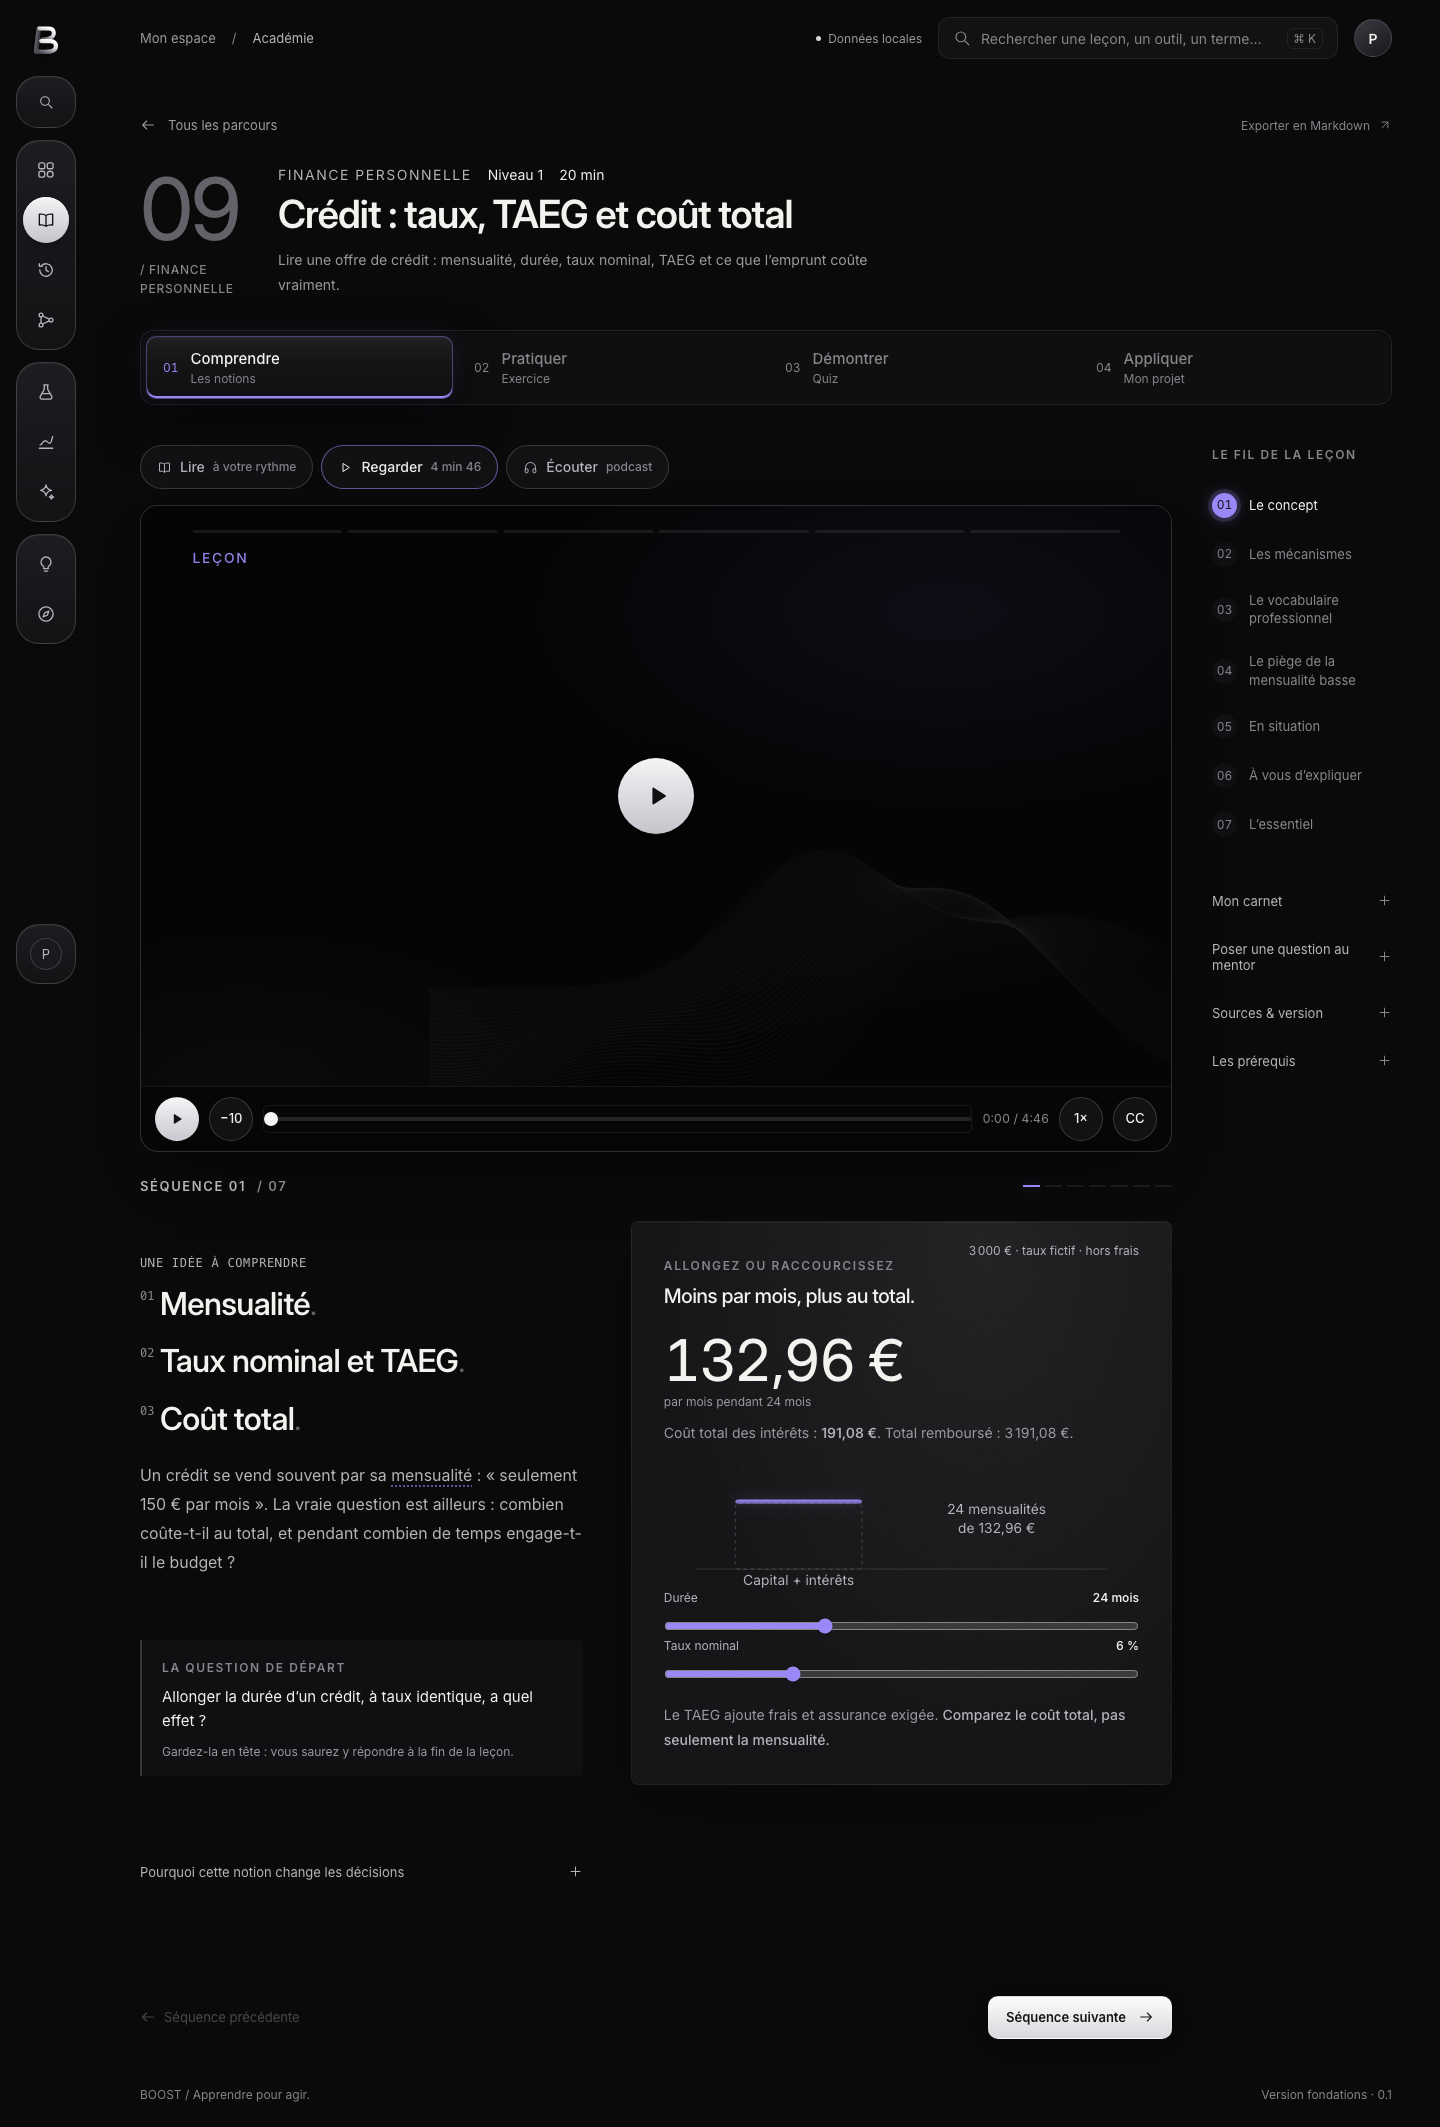 B
Mon espace / Académie
Données locales
Rechercher une leçon, un outil, un terme...
⌘ K
P
← Tous les parcours
Exporter en Markdown ↗
09
/ FINANCE
PERSONNELLE
FINANCE PERSONNELLE Niveau 1 20 min
Crédit : taux, TAEG et coût total
Lire une offre de crédit : mensualité, durée, taux nominal, TAEG et ce que l’emprunt coûte
vraiment.
01 Comprendre
Les notions
02 Pratiquer
Exercice
03 Démontrer
Quiz
04 Appliquer
Mon projet
Lire à votre rythme
Regarder 4 min 46
Écouter podcast
LEÇON
−10
0:00 / 4:46
1×
CC
LE FIL DE LA LEÇON
01 Le concept
02 Les mécanismes
03 Le vocabulaire
professionnel
04 Le piège de la
mensualité basse
05 En situation
06 À vous d’expliquer
07 L’essentiel
Mon carnet +
Poser une question au
mentor +
Sources & version +
Les prérequis +
P
SÉQUENCE 01 / 07
UNE IDÉE À COMPRENDRE
01 Mensualité.
02 Taux nominal et TAEG.
03 Coût total.
Un crédit se vend souvent par sa mensualité : « seulement
150 € par mois ». La vraie question est ailleurs : combien
coûte-t-il au total, et pendant combien de temps engage-t-
il le budget ?
LA QUESTION DE DÉPART
Allonger la durée d’un crédit, à taux identique, a quel
effet ?
Gardez-la en tête : vous saurez y répondre à la fin de la leçon.
Pourquoi cette notion change les décisions +
3 000 € · taux fictif · hors frais
ALLONGEZ OU RACCOURCISSEZ
Moins par mois, plus au total.
132,96 €
par mois pendant 24 mois
Coût total des intérêts : 191,08 €. Total remboursé : 3 191,08 €.
24 mensualités
de 132,96 €
Capital + intérêts
Durée 24 mois
Taux nominal 6 %
Le TAEG ajoute frais et assurance exigée. Comparez le coût total, pas
seulement la mensualité.
← Séquence précédente
Séquence suivante →
BOOST / Apprendre pour agir.
Version fondations · 0.1